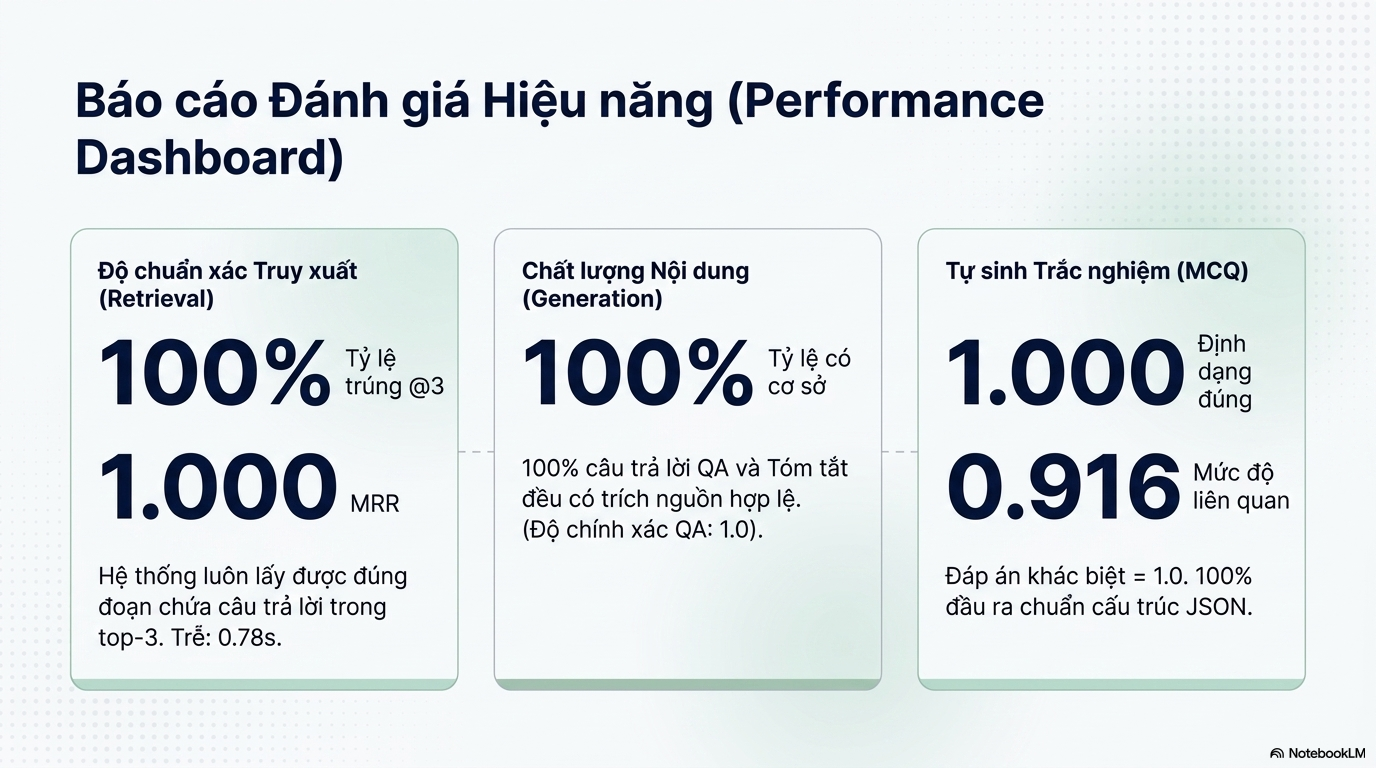 Báo cáo Đánh giá Hiệu năng (Performance
Dashboard)
Độ chuẩn xác Truy xuất
(Retrieval)
100% Tỷ lệ
trúng @3
1.000 MRR
Hệ thống luôn lấy được đúng
đoạn chứa câu trả lời trong
top-3. Trễ: 0.78s.
Chất lượng Nội dung
(Generation)
100% Tỷ lệ có
cơ sở
100% câu trả lời QA và Tóm tắt
đều có trích nguồn hợp lệ.
(Độ chính xác QA: 1.0).
Tự sinh Trắc nghiệm (MCQ)
1.000 Định
dạng
đúng
0.916 Mức độ
liên quan
Đáp án khác biệt = 1.0. 100%
đầu ra chuẩn cấu trúc JSON.
NotebookLM